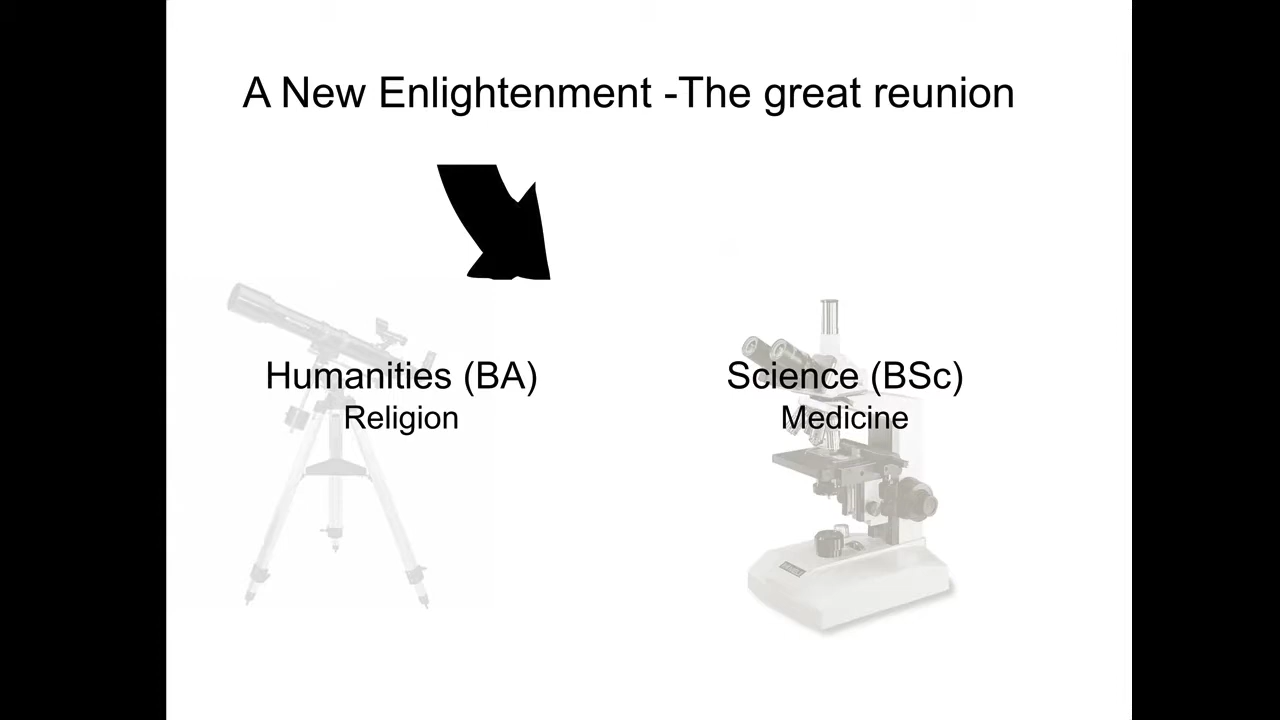 A New Enlightenment -The great reunion
Humanities (BA)
Religion
Science (BSc)
Medicine